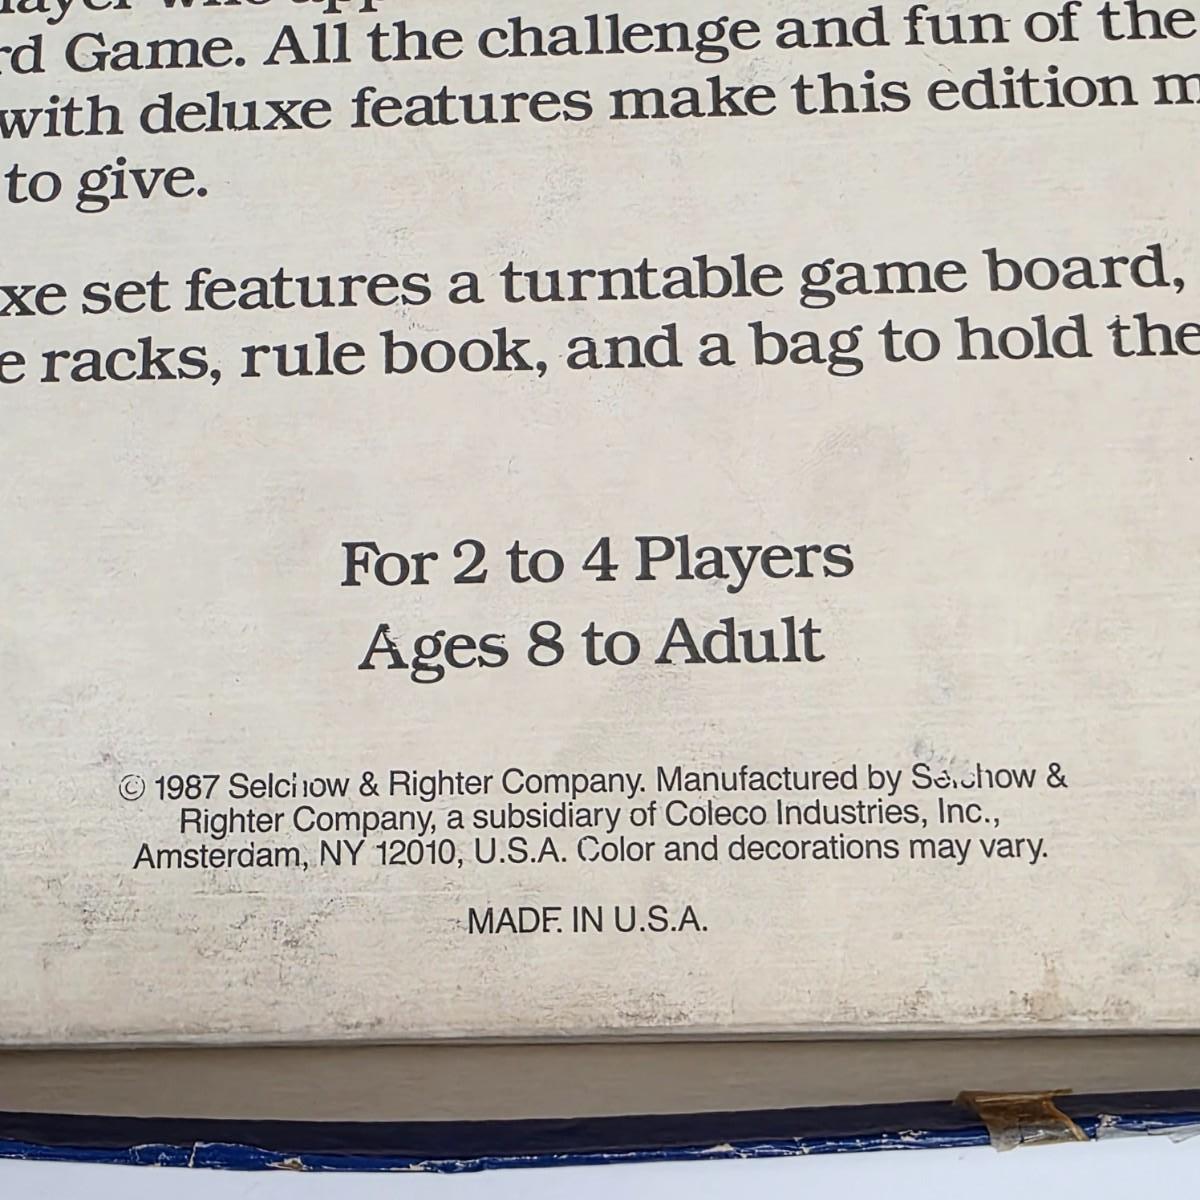 rd Game. All the challenge and fun of the
with deluxe features make this edition m
to give.
xe set features a turntable game board,
e racks, rule book, and a bag to hold the
For 2 to 4 Players
Ages 8 to Adult
© 1987 Selchow & Righter Company. Manufactured by Selchow &
Righter Company, a subsidiary of Coleco Industries, Inc.,
Amsterdam, NY 12010, U.S.A. Color and decorations may vary.
MADE IN U.S.A.